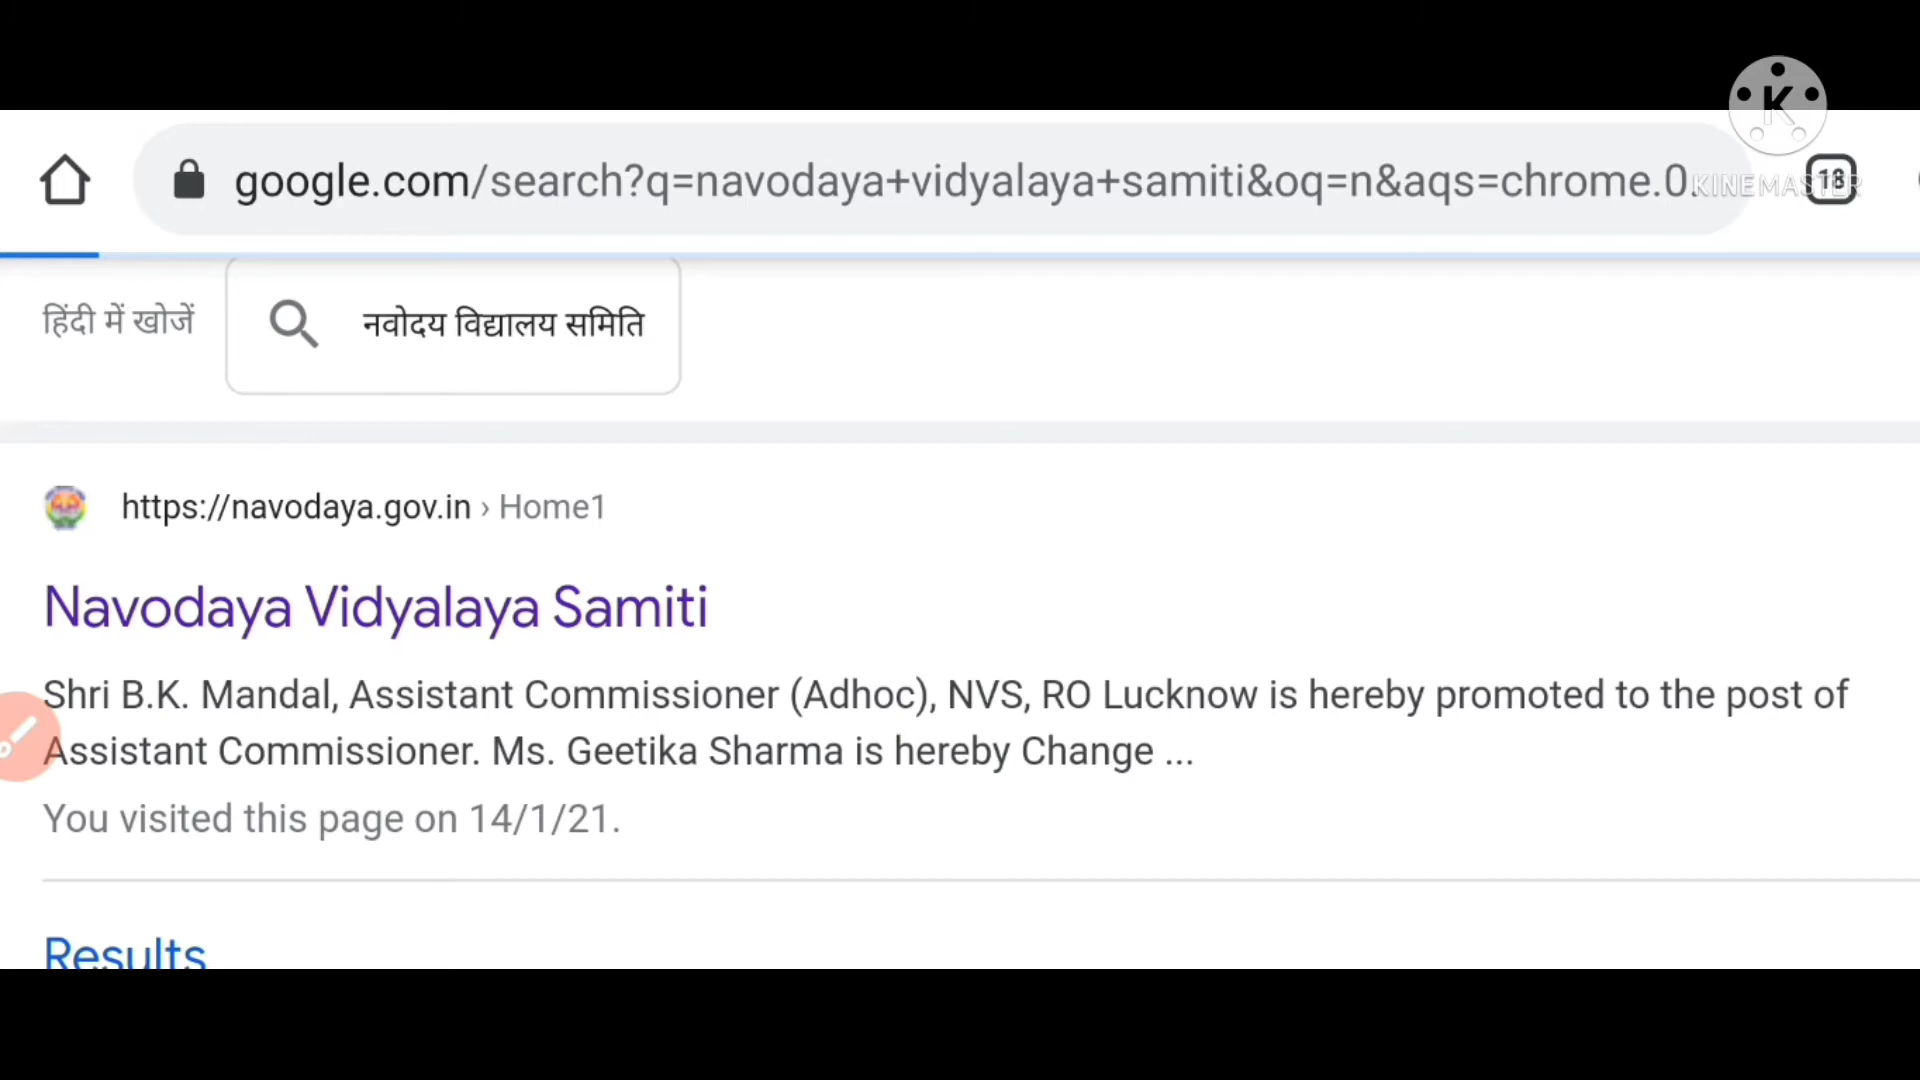 K
google.com/search?q=navodaya+vidyalaya+samiti&oq=n&aqs=chrome.0.
KINEMASTER
18
हिंदी में खोजें
नवोदय विद्यालय समिति
https://navodaya.gov.in › Home1
Navodaya Vidyalaya Samiti
Shri B.K. Mandal, Assistant Commissioner (Adhoc), NVS, RO Lucknow is hereby promoted to the post of
Assistant Commissioner. Ms. Geetika Sharma is hereby Change ...
You visited this page on 14/1/21.
Results